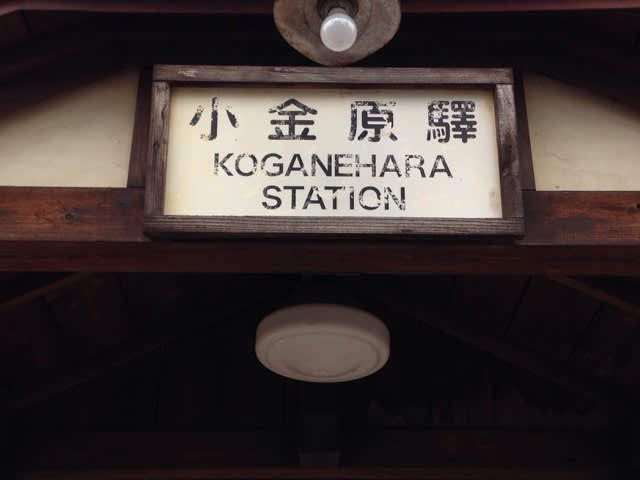 小金原驛
KOGANEHARA
STATION